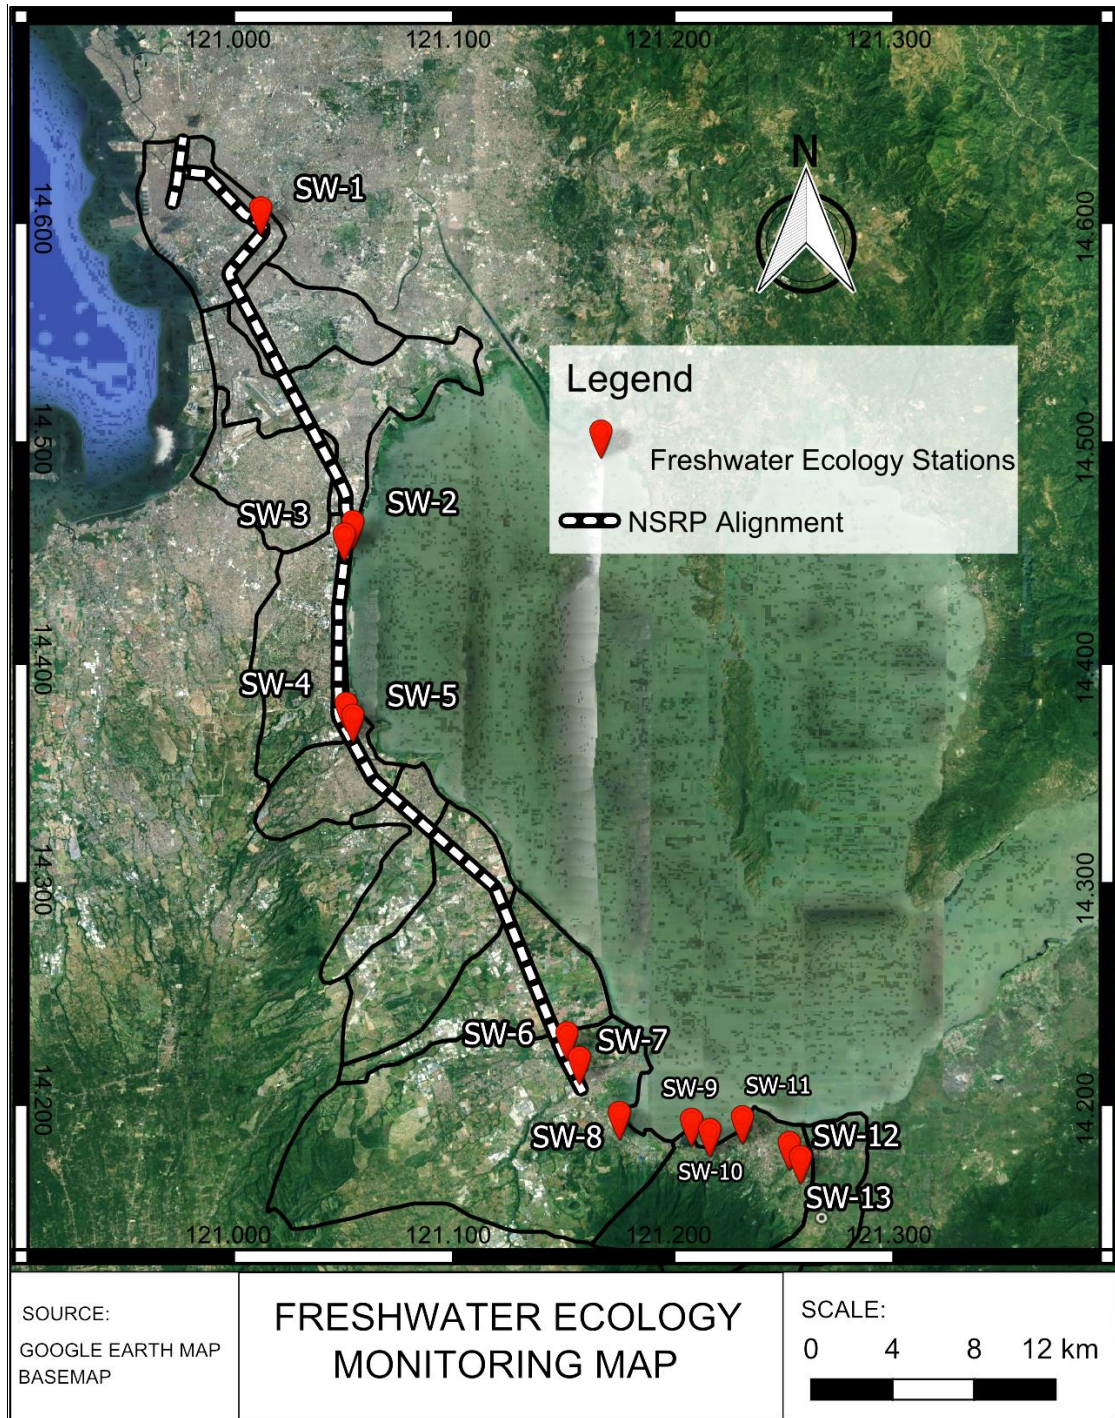 121.000
121.100
121.200
121.300
N
14.600
14.600
SW-1
Legend
Freshwater Ecology Stations
NSRP Alignment
14.500
14.500
SW-2
SW-3
14.400
14.400
SW-4
SW-5
14.300
14.300
SW-6
SW-7
14.200
14.200
SW-9
SW-11
SW-8
SW-12
SW-10
SW-13
121.000
121.100
121.200
121.300
SOURCE:
GOOGLE EARTH MAP
BASEMAP
FRESHWATER ECOLOGY
MONITORING MAP
SCALE:
0 4 8 12 km